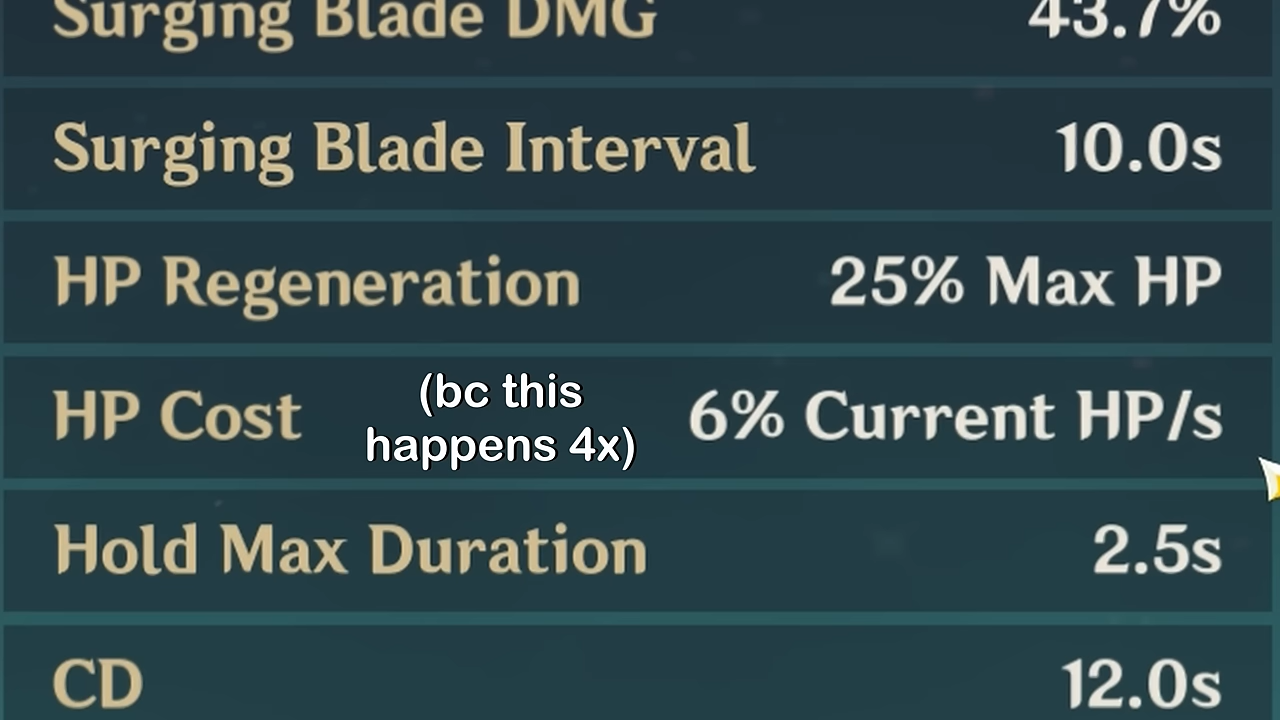 Surging Blade DMG 43.7%
Surging Blade Interval 10.0s
HP Regeneration 25% Max HP
HP Cost (bc this happens 4x) 6% Current HP/s
Hold Max Duration 2.5s
CD 12.0s